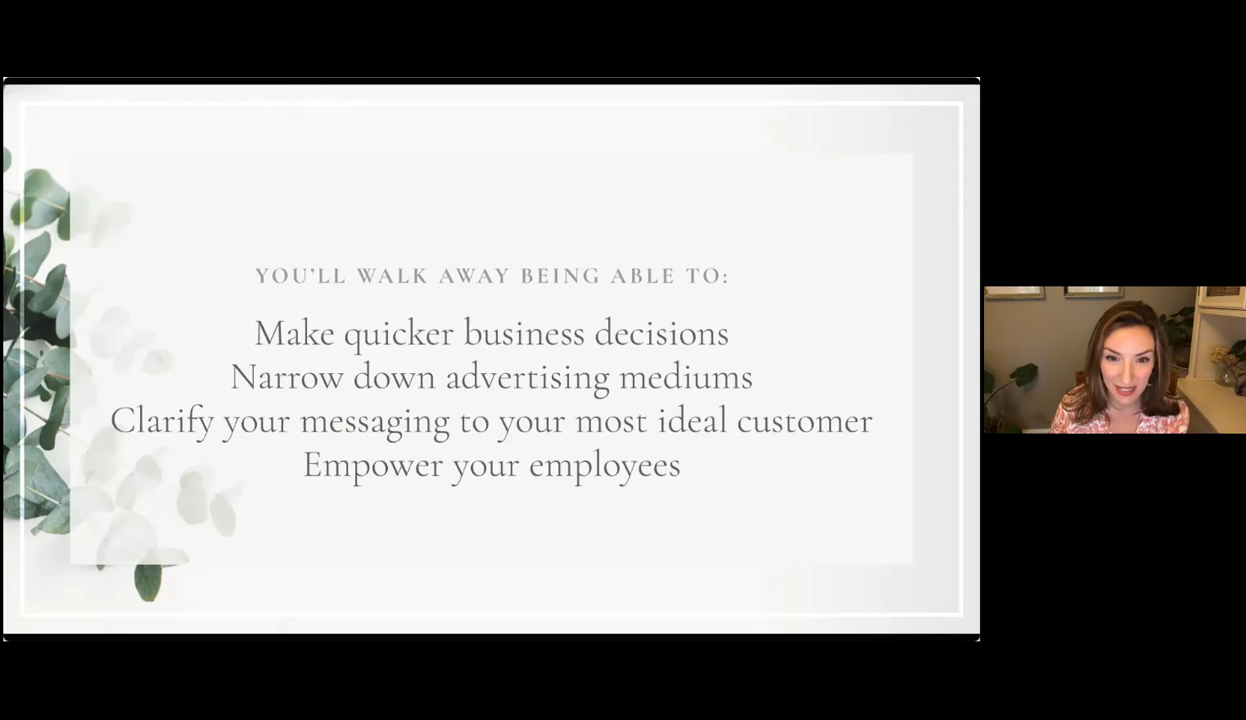 YOU'LL WALK AWAY BEING ABLE TO:
Make quicker business decisions
Narrow down advertising mediums
Clarify your messaging to your most ideal customer
Empower your employees